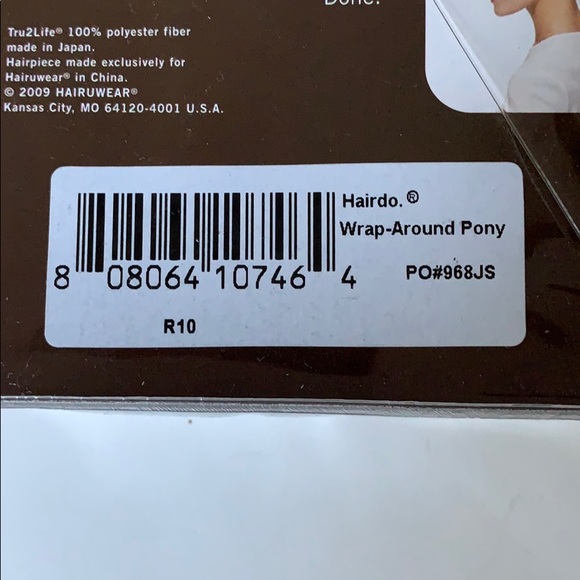 Done.
Tru2Life® 100% polyester fiber
made in Japan.
Hairpiece made exclusively for
Hairuwear® in China.
© 2009 HAIRUWEAR®
Kansas City, MO 64120-4001 U.S.A.
Hairdo.®
Wrap-Around Pony
8 08064 10746 4
PO#968JS
R10